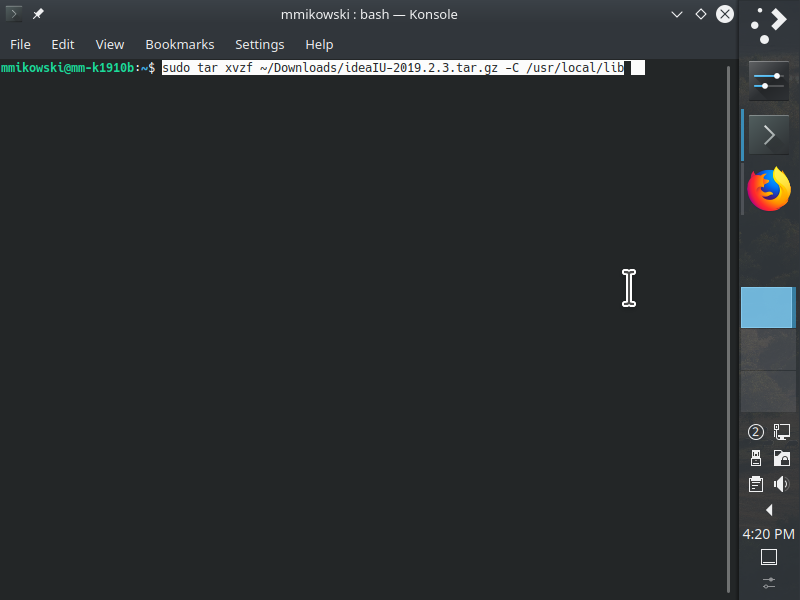 mmikowski : bash — Konsole
File Edit View Bookmarks Settings Help
mmikowski@mm-k1910b:~$ sudo tar xvzf ~/Downloads/ideaIU-2019.2.3.tar.gz -C /usr/local/lib
2
4:20 PM